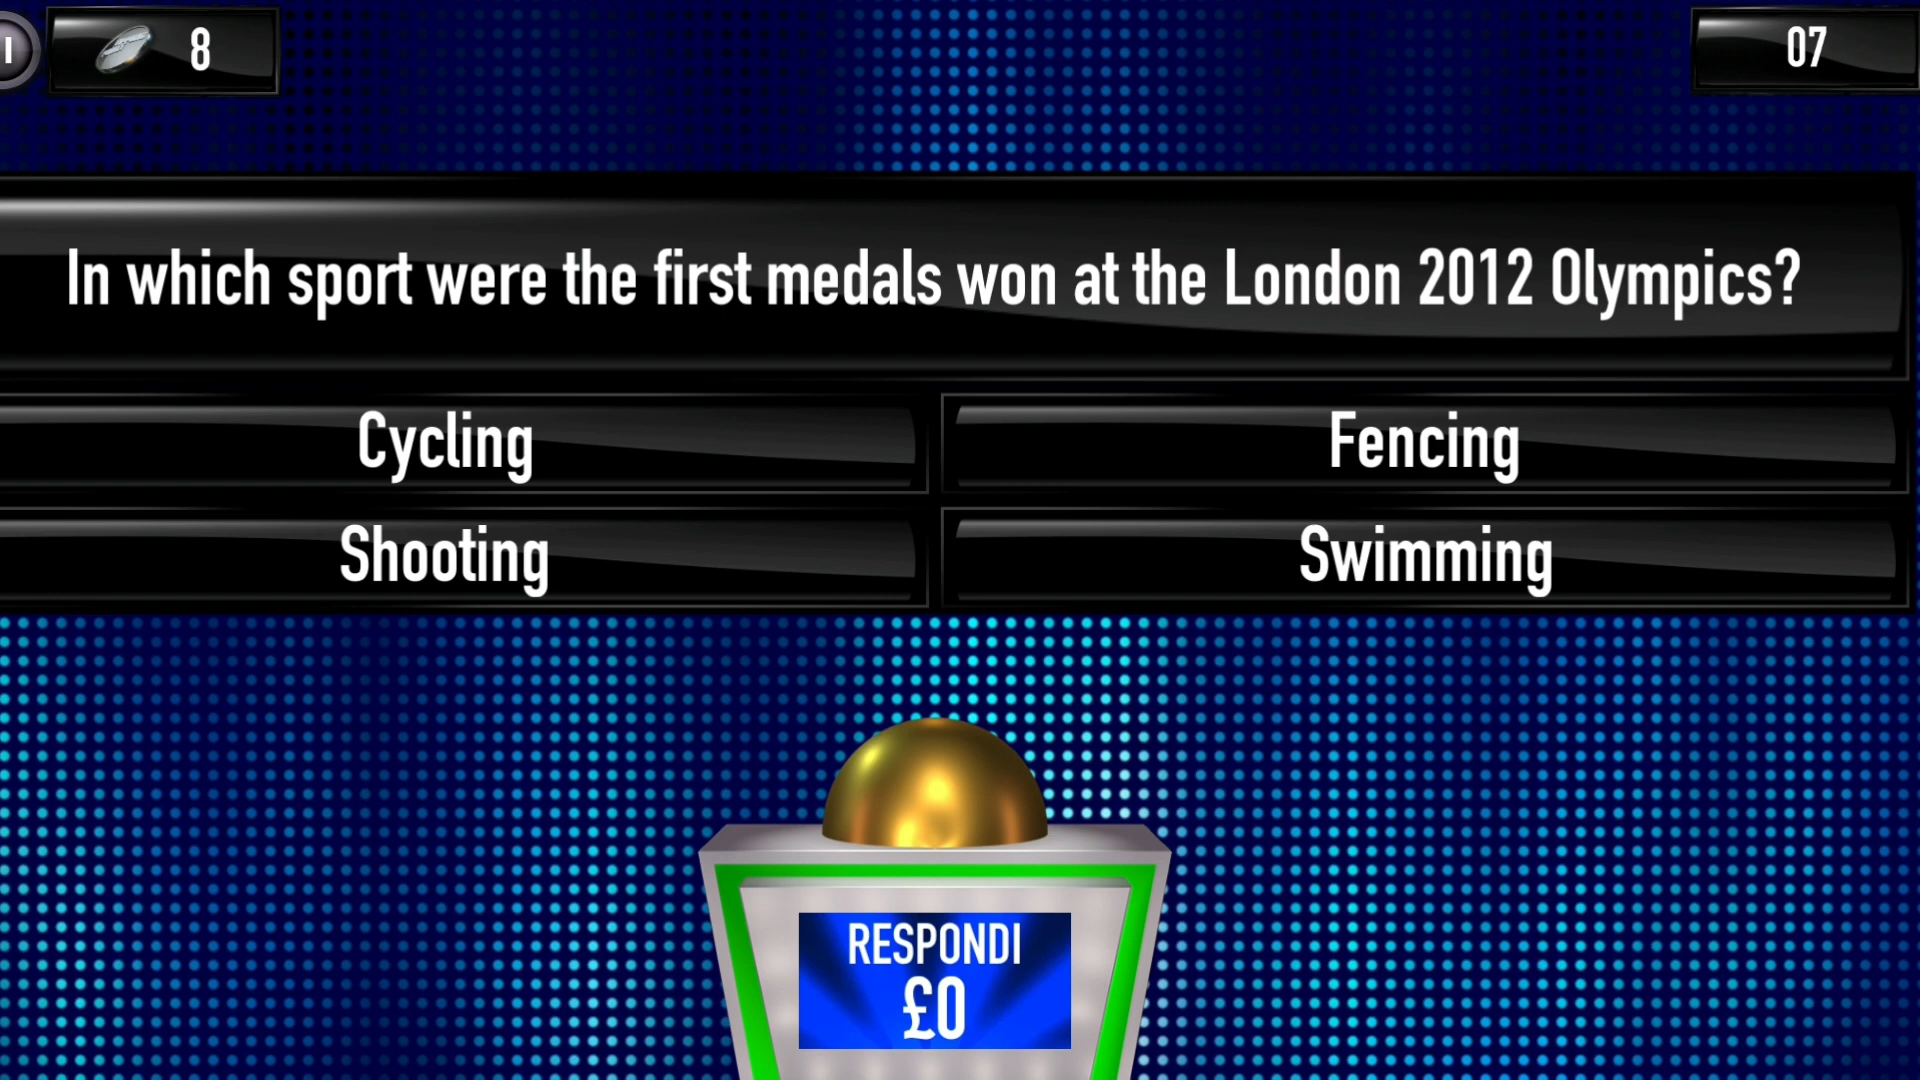 8
07
In which sport were the first medals won at the London 2012 Olympics?
Cycling
Fencing
Shooting
Swimming
RESPONDI
£0